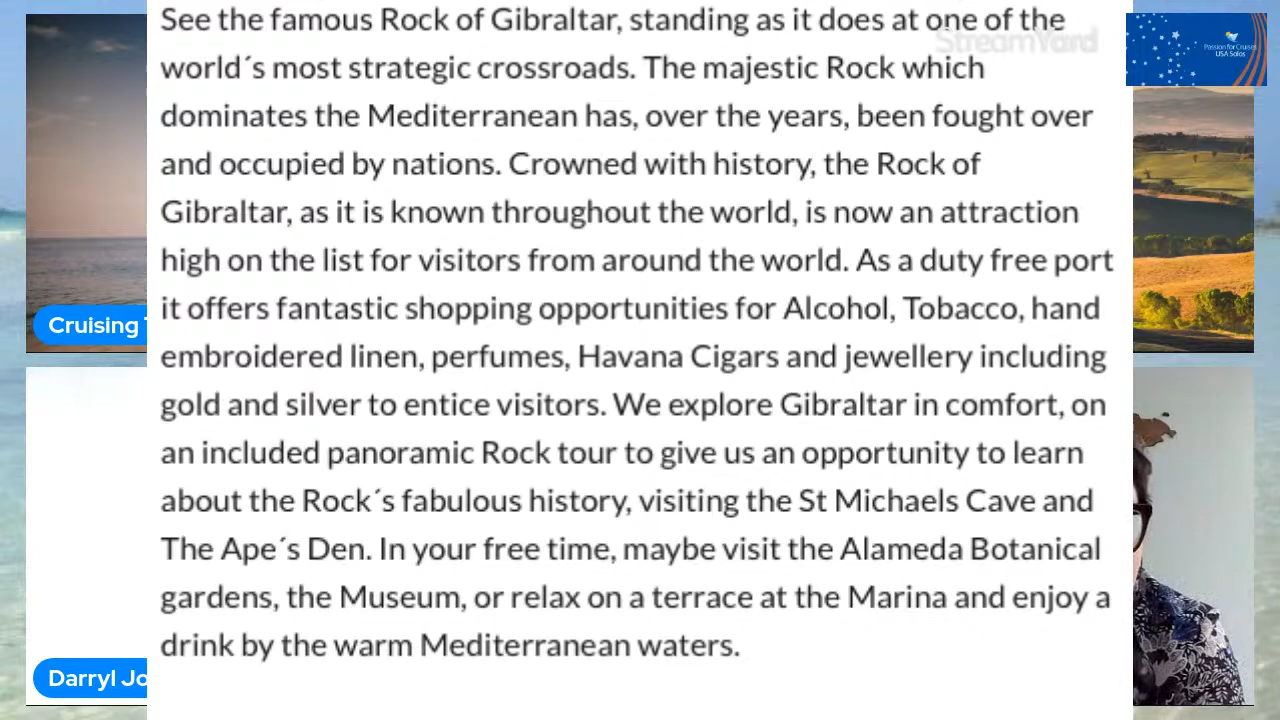 See the famous Rock of Gibraltar, standing as it does at one of the
StreamYard
world´s most strategic crossroads. The majestic Rock which
dominates the Mediterranean has, over the years, been fought over
and occupied by nations. Crowned with history, the Rock of
Gibraltar, as it is known throughout the world, is now an attraction
high on the list for visitors from around the world. As a duty free port
it offers fantastic shopping opportunities for Alcohol, Tobacco, hand
embroidered linen, perfumes, Havana Cigars and jewellery including
gold and silver to entice visitors. We explore Gibraltar in comfort, on
an included panoramic Rock tour to give us an opportunity to learn
about the Rock´s fabulous history, visiting the St Michaels Cave and
The Ape´s Den. In your free time, maybe visit the Alameda Botanical
gardens, the Museum, or relax on a terrace at the Marina and enjoy a
drink by the warm Mediterranean waters.
Passion for Cruises
USA Solos
Cruising
Darryl Jo